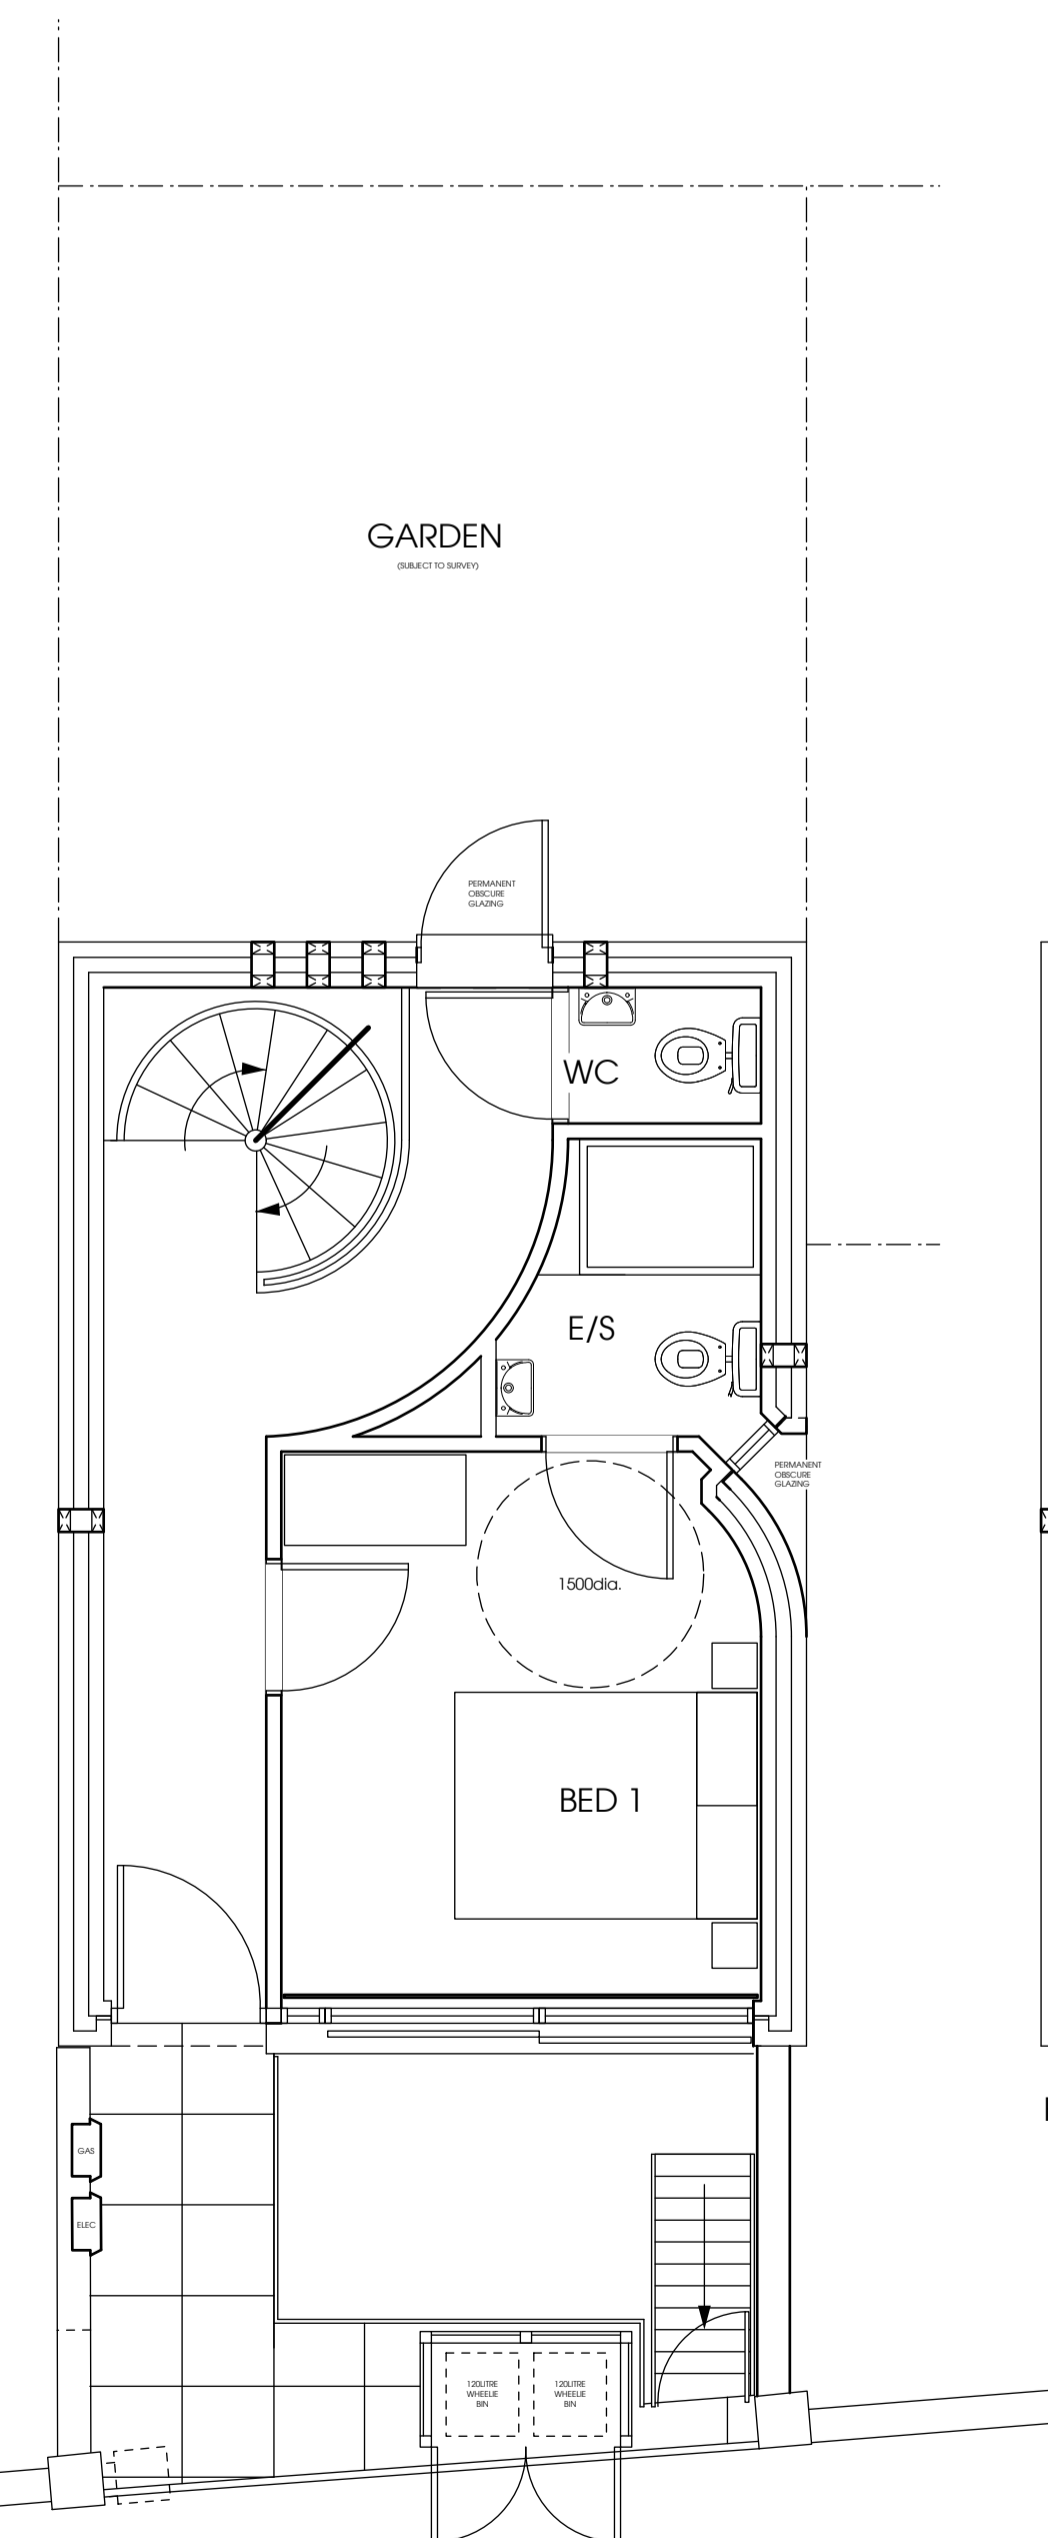 GARDEN
(SUBJECT TO SURVEY)
PERMANENT
OBSCURE
GLAZING
WC
E/S
PERMANENT
OBSCURE
GLAZING
1500dia.
BED 1
GAS
ELEC
120LITRE
WHEELIE
BIN
120LITRE
WHEELIE
BIN